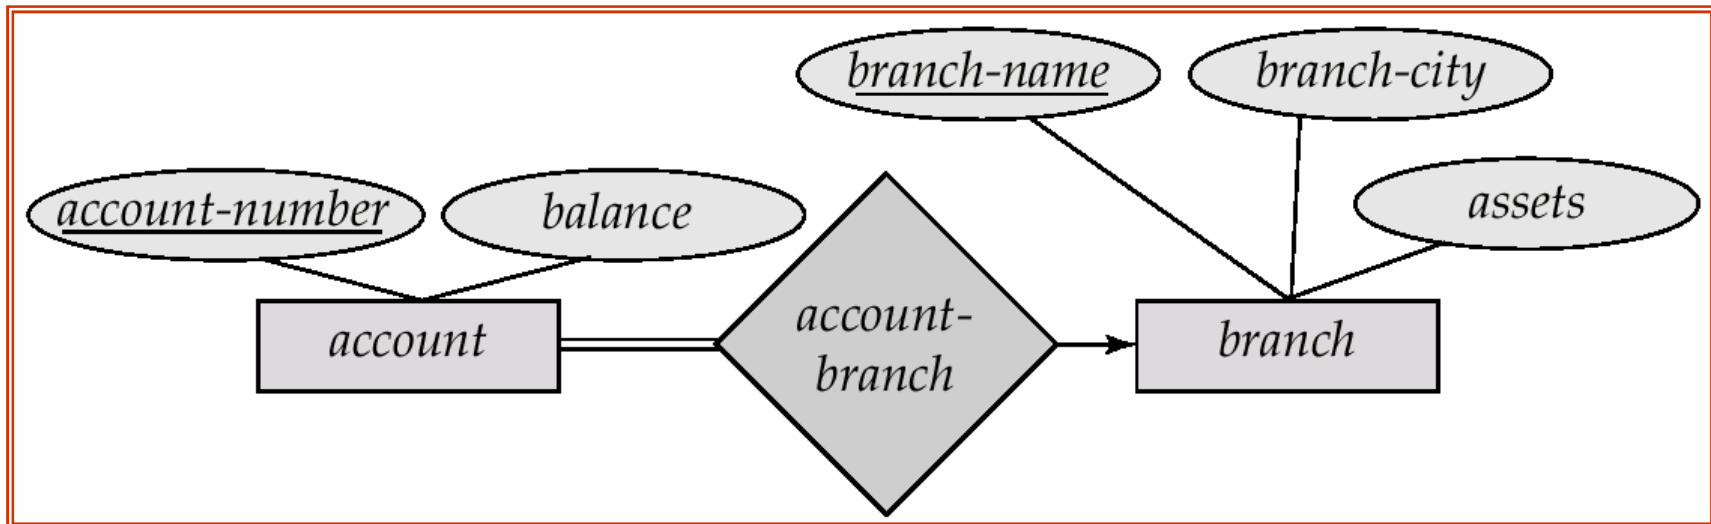 branch-name
branch-city
account-number
balance
assets
account
account-
branch
branch